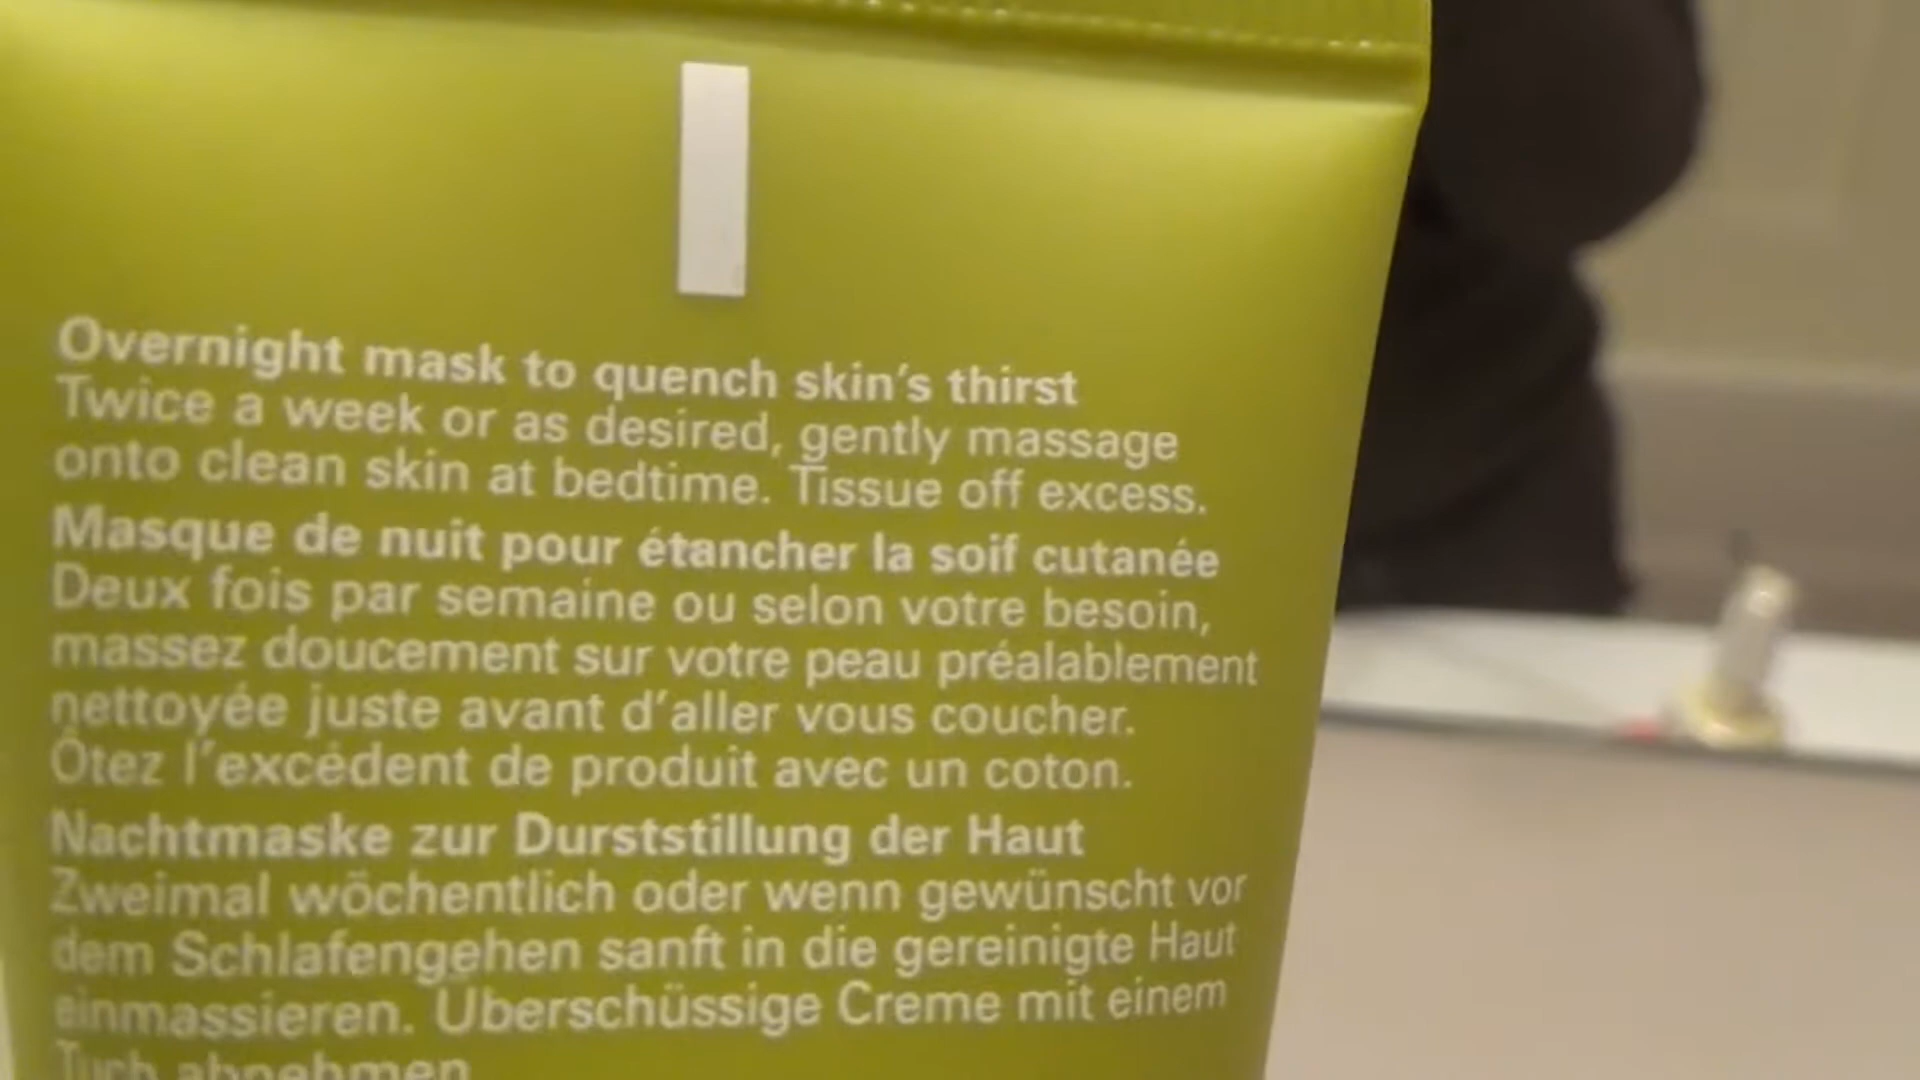 Overnight mask to quench skin's thirst
Twice a week or as desired, gently massage
onto clean skin at bedtime. Tissue off excess.
Masque de nuit pour étancher la soif cutanée
Deux fois par semaine ou selon votre besoin,
massez doucement sur votre peau préalablement
nettoyée juste avant d'aller vous coucher.
Ôtez l'excédent de produit avec un coton.
Nachtmaske zur Durststillung der Haut
Zweimal wöchentlich oder wenn gewünscht vor
dem Schlafengehen sanft in die gereinigte Haut
einmassieren. Überschüssige Creme mit einem
Tuch abnehmen